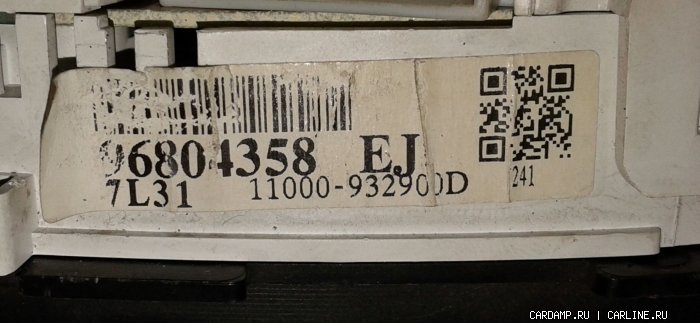 96804358 EJ
7L31 11000-932900D
241
CARDAMP.RU | CARLINE.RU